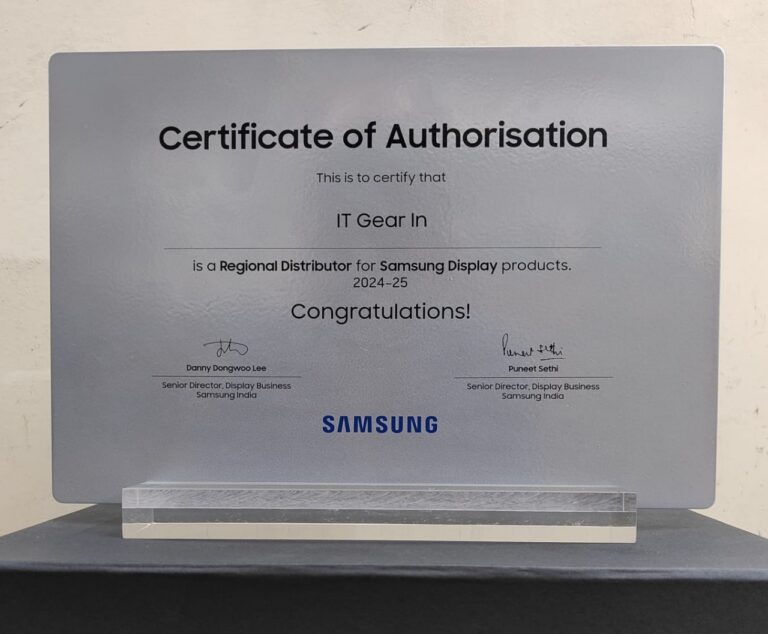 Certificate of Authorisation
This is to certify that
IT Gear In
is a Regional Distributor for Samsung Display products.
2024-25
Congratulations!
Puneet Sethi
Danny Dongwoo Lee
Puneet Sethi
Senior Director, Display Business
Samsung India
Senior Director, Display Business
Samsung India
SAMSUNG